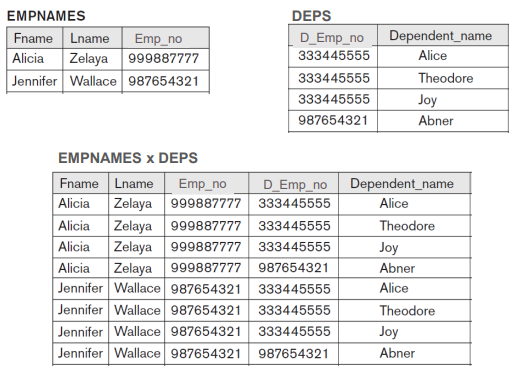 EMPNAMES
Fname Lname Emp_no
Alicia Zelaya 999887777
Jennifer Wallace 987654321
DEPS
D_Emp_no Dependent_name
333445555 Alice
333445555 Theodore
333445555 Joy
987654321 Abner
EMPNAMES x DEPS
Fname Lname Emp_no D_Emp_no Dependent_name
Alicia Zelaya 999887777 333445555 Alice
Alicia Zelaya 999887777 333445555 Theodore
Alicia Zelaya 999887777 333445555 Joy
Alicia Zelaya 999887777 987654321 Abner
Jennifer Wallace 987654321 333445555 Alice
Jennifer Wallace 987654321 333445555 Theodore
Jennifer Wallace 987654321 333445555 Joy
Jennifer Wallace 987654321 987654321 Abner